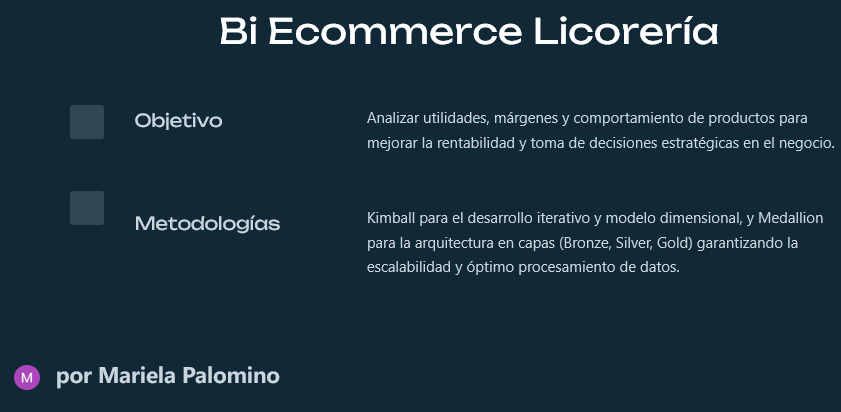 Bi Ecommerce Licorería
Objetivo
Analizar utilidades, márgenes y comportamiento de productos para
mejorar la rentabilidad y toma de decisiones estratégicas en el negocio.
Metodologías
Kimball para el desarrollo iterativo y modelo dimensional, y Medallion
para la arquitectura en capas (Bronze, Silver, Gold) garantizando la
escalabilidad y óptimo procesamiento de datos.
M por Mariela Palomino